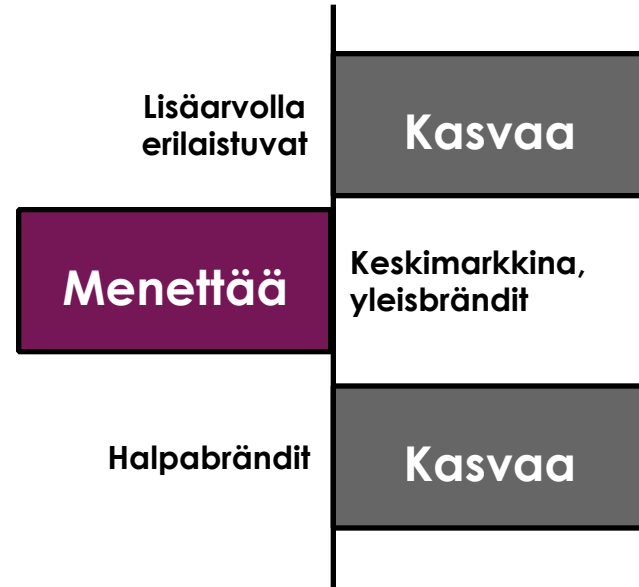 Lisäarvolla
erilaistuvat
Kasvaa
Menettää
Keskimarkkina,
yleisbrändit
Halpabrändit
Kasvaa